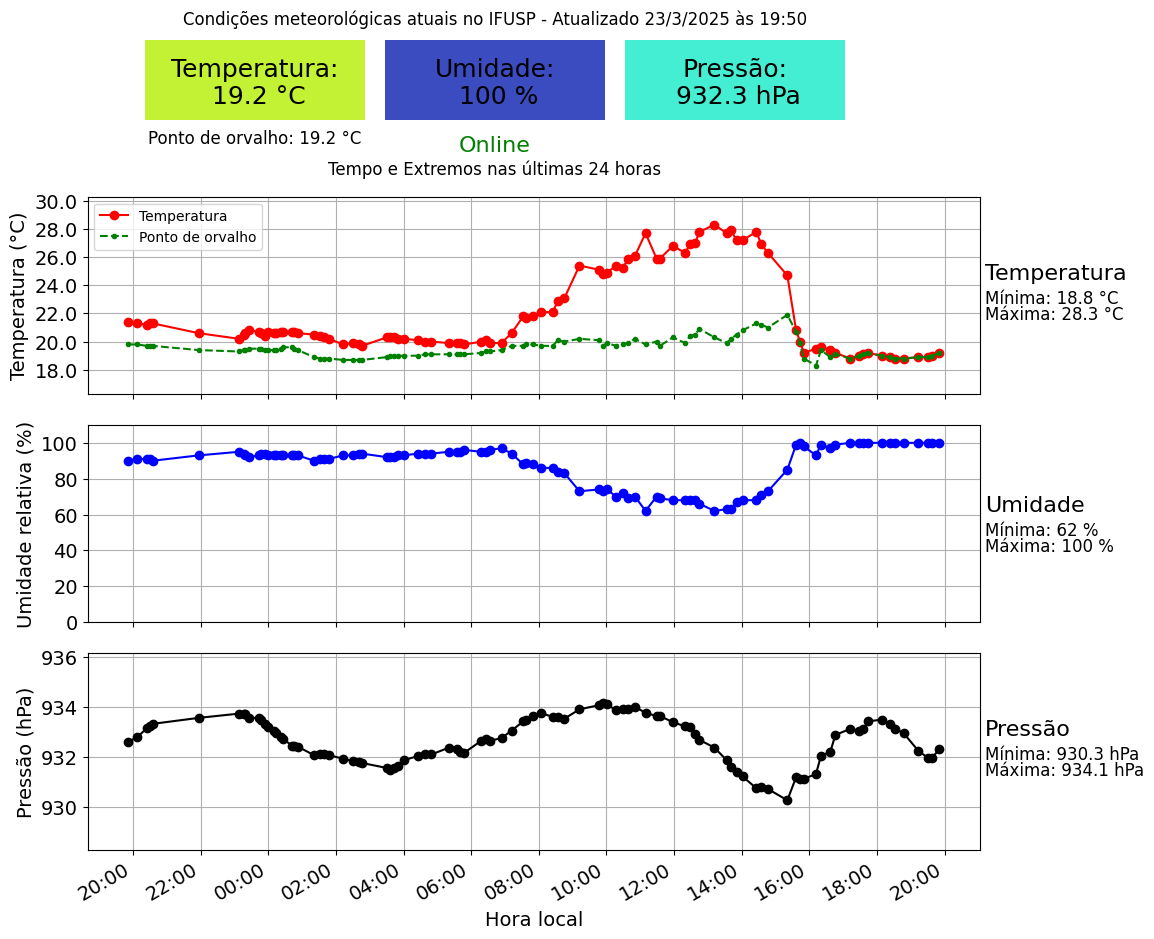 Condições meteorológicas atuais no IFUSP - Atualizado 23/3/2025 às 19:50
Temperatura:
19.2 °C
Umidade:
100 %
Pressão:
932.3 hPa
Ponto de orvalho: 19.2 °C
Online
Tempo e Extremos nas últimas 24 horas
Temperatura (°C)
30.0
28.0
26.0
24.0
22.0
20.0
18.0
Temperatura
Ponto de orvalho
Temperatura
Mínima: 18.8 °C
Máxima: 28.3 °C
Umidade relativa (%)
100
80
60
40
20
0
Umidade
Mínima: 62 %
Máxima: 100 %
Pressão (hPa)
936
934
932
930
Pressão
Mínima: 930.3 hPa
Máxima: 934.1 hPa
20:00 22:00 00:00 02:00 04:00 06:00 08:00 10:00 12:00 14:00 16:00 18:00 20:00
Hora local